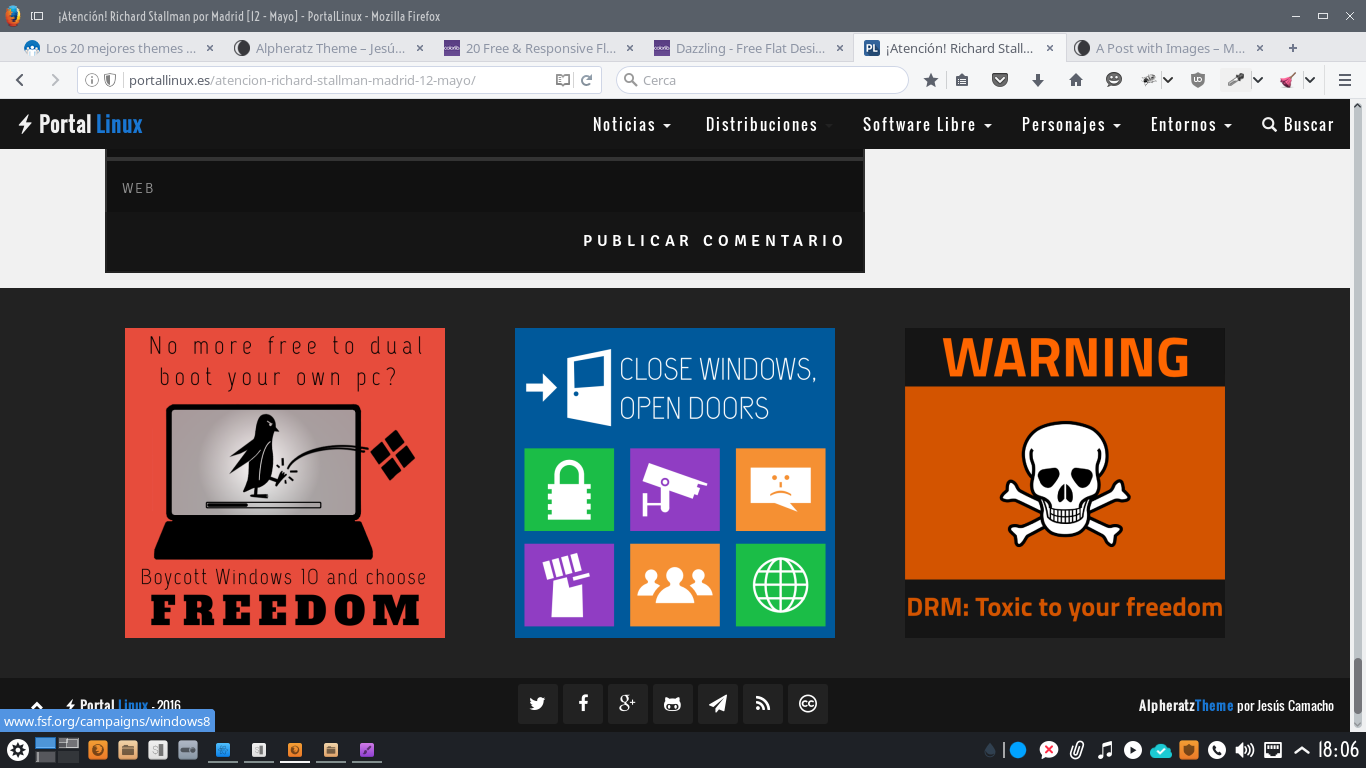 ¡Atención! Richard Stallman por Madrid [12 - Mayo] - PortalLinux - Mozilla Firefox
Los 20 mejores themes ...
Alpheratz Theme – Jesú...
20 Free & Responsive Fl...
Dazzling - Free Flat Desi...
PL ¡Atención! Richard Stall...
A Post with Images – M...
portallinux.es/atencion-richard-stallman-madrid-12-mayo/
Cerca
Portal Linux
Noticias
Distribuciones
Software Libre
Personajes
Entornos
Buscar
WEB
PUBLICAR COMENTARIO
No more free to dual
boot your own pc?
Boycott Windows 10 and choose
FREEDOM
CLOSE WINDOWS,
OPEN DOORS
WARNING
DRM: Toxic to your freedom
Portal Linux - 2016
AlpheratzTheme por Jesús Camacho
www.fsf.org/campaigns/windows8
18:06